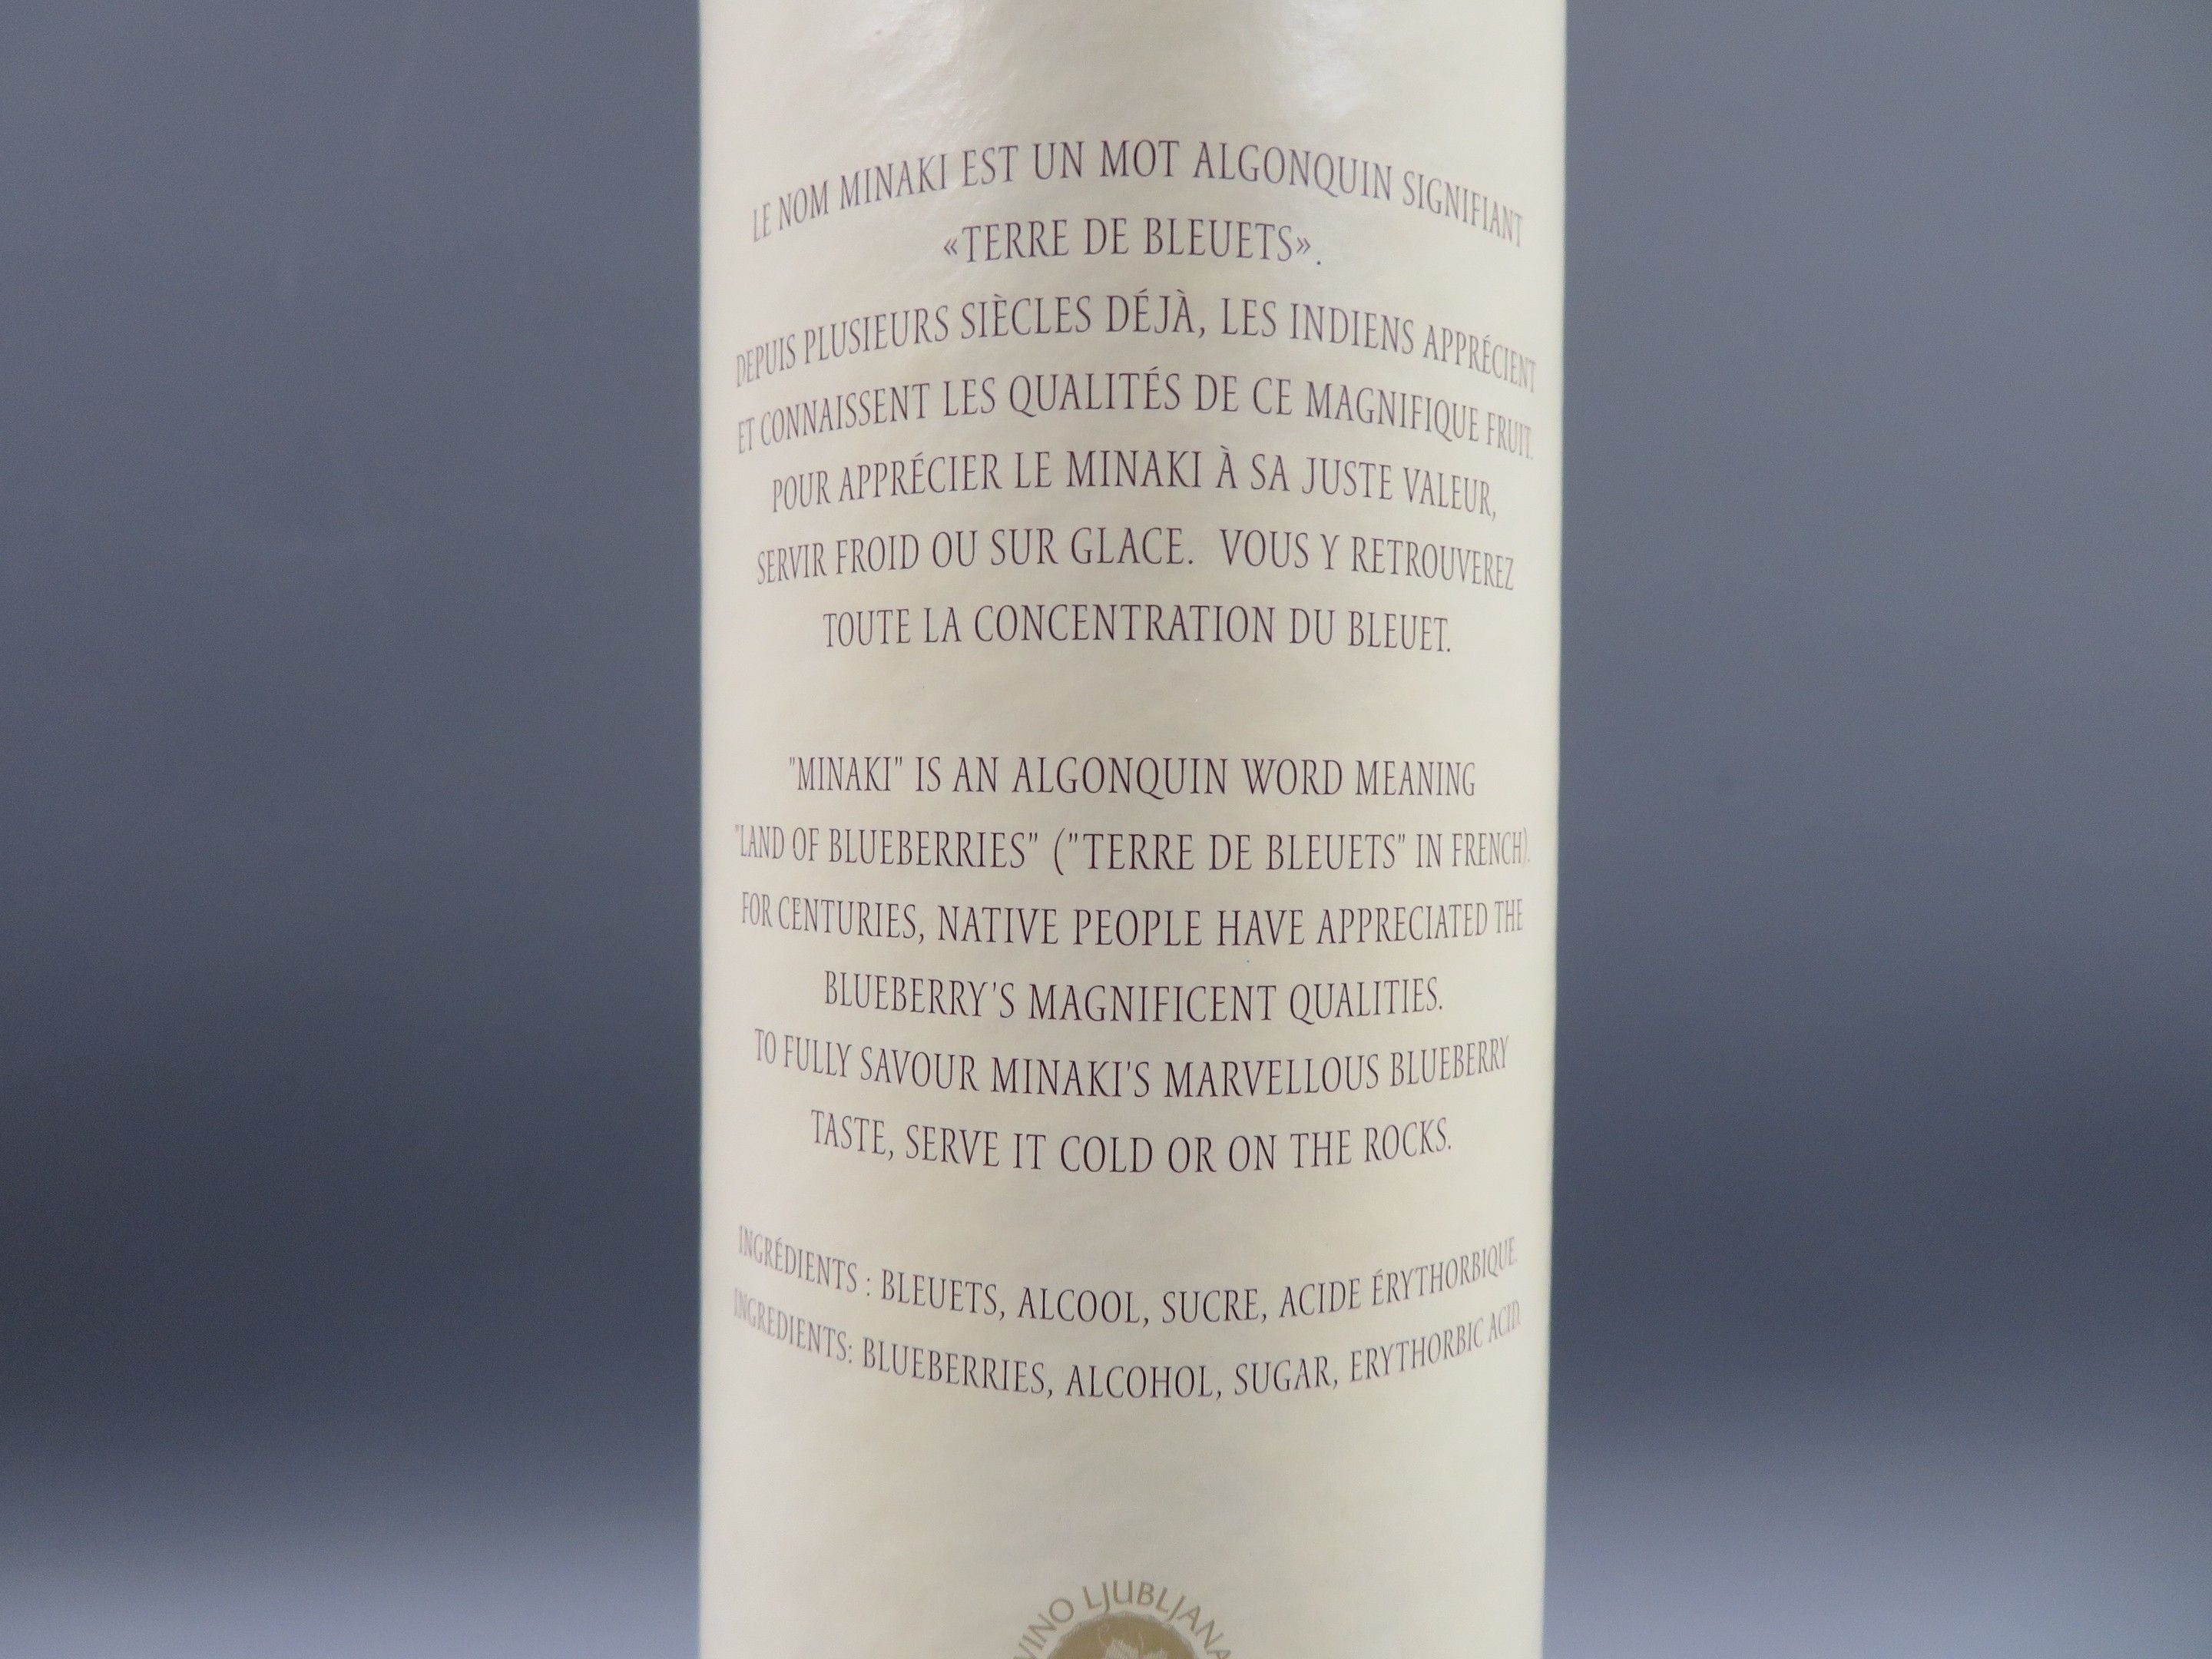 LE NOM MINAKI EST UN MOT ALGONQUIN SIGNIFIANT
«TERRE DE BLEUETS».
DEPUIS PLUSIEURS SIÈCLES DÉJÀ, LES INDIENS APPRÉCIENT
ET CONNAISSENT LES QUALITÉS DE CE MAGNIFIQUE FRUIT.
POUR APPRÉCIER LE MINAKI À SA JUSTE VALEUR,
SERVIR FROID OU SUR GLACE. VOUS Y RETROUVEREZ
TOUTE LA CONCENTRATION DU BLEUET.
"MINAKI" IS AN ALGONQUIN WORD MEANING
"LAND OF BLUEBERRIES" ("TERRE DE BLEUETS" IN FRENCH).
FOR CENTURIES, NATIVE PEOPLE HAVE APPRECIATED THE
BLUEBERRY'S MAGNIFICENT QUALITIES.
TO FULLY SAVOUR MINAKI'S MARVELLOUS BLUEBERRY
TASTE, SERVE IT COLD OR ON THE ROCKS.
INGRÉDIENTS : BLEUETS, ALCOOL, SUCRE, ACIDE ÉRYTHORBIQUE.
INGREDIENTS: BLUEBERRIES, ALCOHOL, SUGAR, ERYTHORBIC ACID.
VINO LJUBLJANA